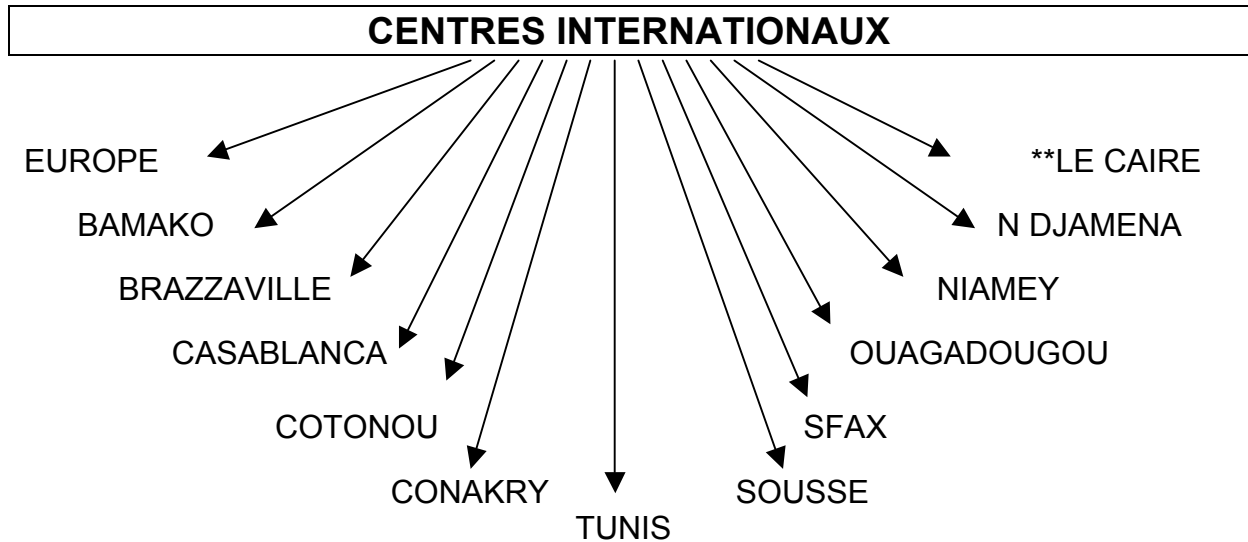 CENTRES INTERNATIONAUX
EUROPE
**LE CAIRE
BAMAKO
N DJAMENA
BRAZZAVILLE
NIAMEY
CASABLANCA
OUAGADOUGOU
COTONOU
SFAX
CONAKRY
SOUSSE
TUNIS